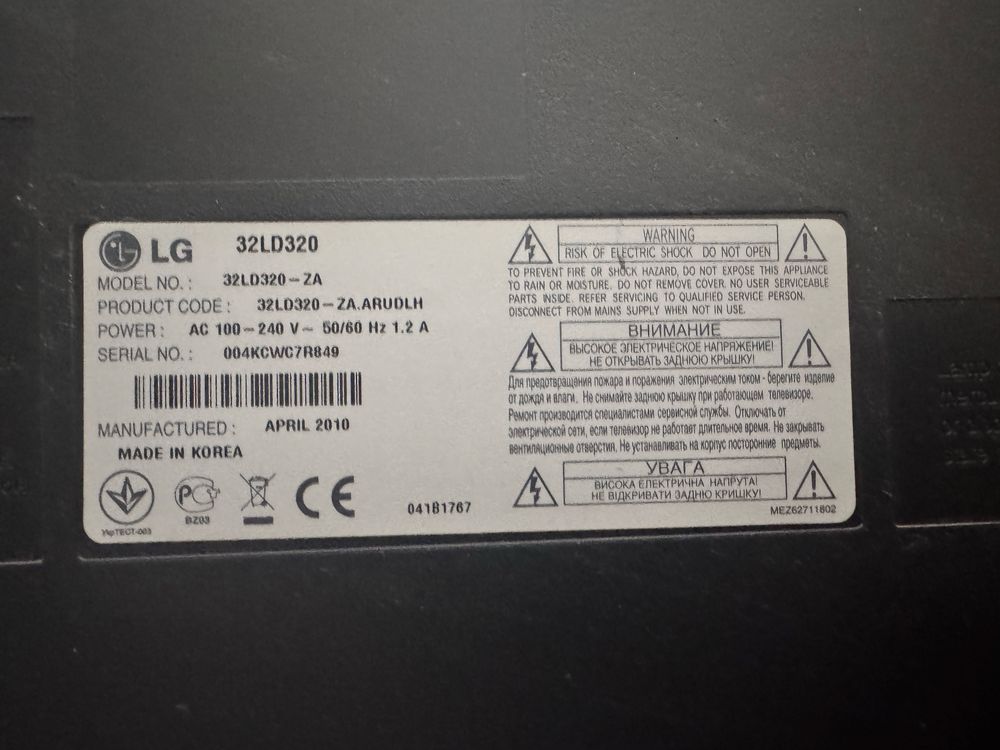 LG 32LD320
MODEL NO. : 32LD320-ZA
PRODUCT CODE : 32LD320-ZA.ARUDLH
POWER : AC 100-240 V~ 50/60 Hz 1.2 A
SERIAL NO. : 004KCWC7R849
MANUFACTURED : APRIL 2010
MADE IN KOREA
УкрТЕСТ-003
РС
BZ03
CE
041B1767
WARNING
RISK OF ELECTRIC SHOCK DO NOT OPEN
TO PREVENT FIRE OR SHOCK HAZARD, DO NOT EXPOSE THIS APPLIANCE
TO RAIN OR MOISTURE. DO NOT REMOVE COVER. NO USER SERVICEABLE
PARTS INSIDE. REFER SERVICING TO QUALIFIED SERVICE PERSON.
DISCONNECT FROM MAINS SUPPLY WHEN NOT IN USE.
ВНИМАНИЕ
ВЫСОКОЕ ЭЛЕКТРИЧЕСКОЕ НАПРЯЖЕНИЕ!
НЕ ОТКРЫВАТЬ ЗАДНЮЮ КРЫШКУ!
Для предотвращения пожара и поражения электрическим током - берегите изделие
от дождя и влаги. Не снимайте заднюю крышку при работающем телевизоре.
Ремонт производится специалистами сервисной службы. Отключать от
электрической сети, если телевизор не работает длительное время. Не закрывать
вентиляционные отверстия. Не устанавливать на корпус посторонние предметы.
УВАГА
ВИСОКА ЕЛЕКТРИЧНА НАПРУГА!
НЕ ВІДКРИВАТИ ЗАДНЮ КРИШКУ!
MEZ62711802